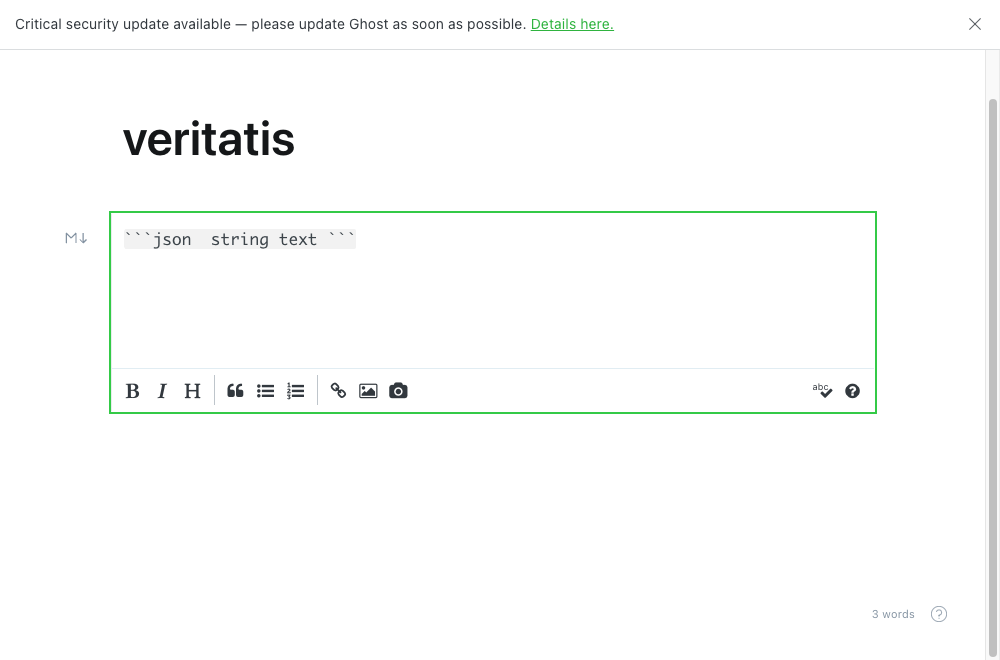 Critical security update available — please update Ghost as soon as possible. Details here.
veritatis
M↓
```json  string text ```
B I H
abc
3 words